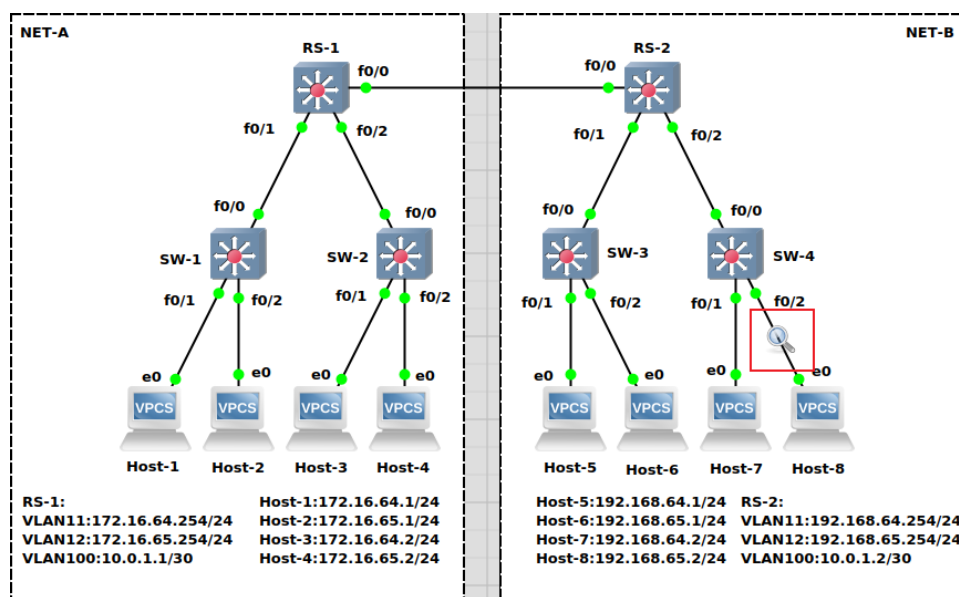 NET-A
NET-B
RS-1
RS-2
f0/0
f0/0
f0/1
f0/2
f0/1
f0/2
f0/0
f0/0
f0/0
f0/0
SW-1
SW-2
SW-3
SW-4
f0/1
f0/2
f0/1
f0/2
f0/1
f0/2
f0/1
f0/2
e0
e0
e0
e0
e0
e0
e0
e0
VPCS
VPCS
VPCS
VPCS
VPCS
VPCS
VPCS
VPCS
Host-1
Host-2
Host-3
Host-4
Host-5
Host-6
Host-7
Host-8
RS-1:
VLAN11:172.16.64.254/24
VLAN12:172.16.65.254/24
VLAN100:10.0.1.1/30
Host-1:172.16.64.1/24
Host-2:172.16.65.1/24
Host-3:172.16.64.2/24
Host-4:172.16.65.2/24
Host-5:192.168.64.1/24
Host-6:192.168.65.1/24
Host-7:192.168.64.2/24
Host-8:192.168.65.2/24
RS-2:
VLAN11:192.168.64.254/24
VLAN12:192.168.65.254/24
VLAN100:10.0.1.2/30